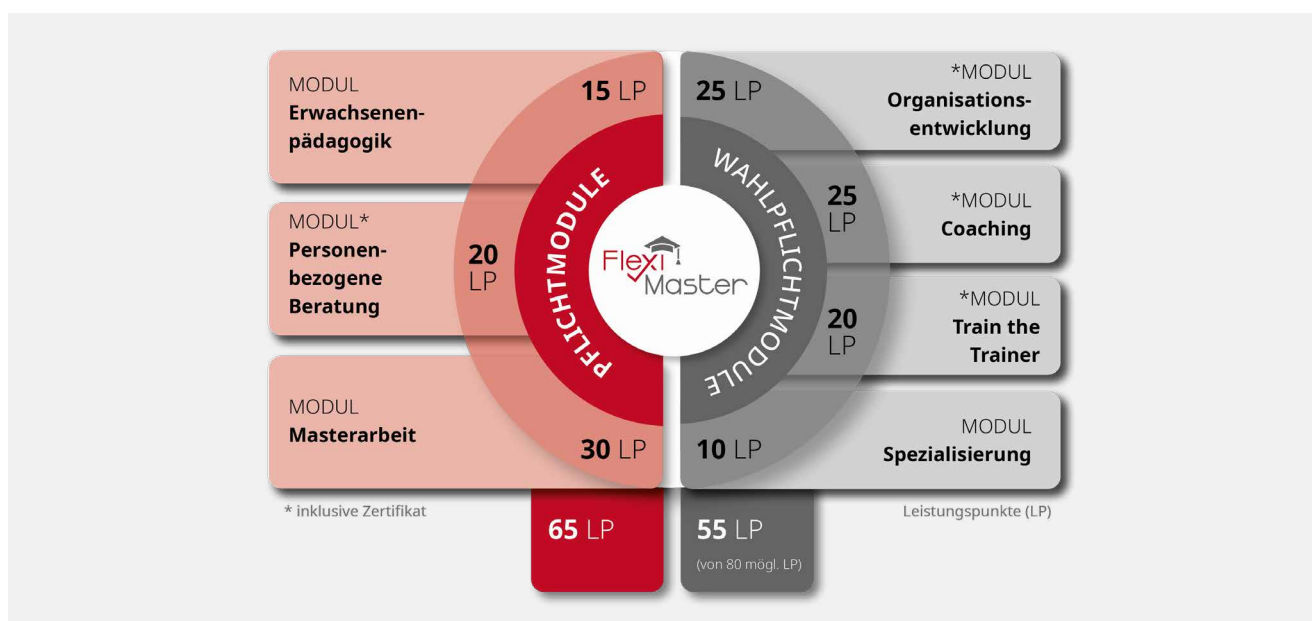 MODUL
Erwachsenen-
pädagogik
15 LP
MODUL*
Personen-
bezogene
Beratung
20
LP
MODUL
Masterarbeit
30 LP
* inklusive Zertifikat
65 LP
PFLICHTMODULE
Flexi
Master
WAHLPFLICHTMODULE
25 LP
*MODUL
Organisations-
entwicklung
25
LP
*MODUL
Coaching
20
LP
*MODUL
Train the
Trainer
10 LP
MODUL
Spezialisierung
55 LP
(von 80 mögl. LP)
Leistungspunkte (LP)